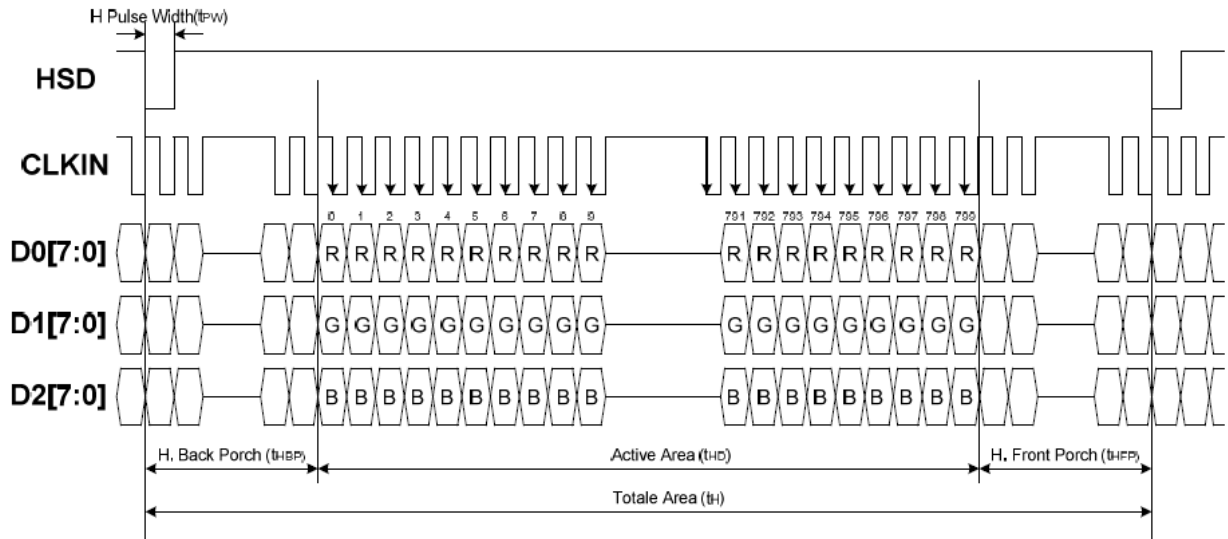 H Pulse Width(tPW)
HSD
CLKIN
0 1 2 3 4 5 6 7 8 9 791 792 793 794 795 796 797 798 799
D0[7:0] R R R R R R R R R R R R R R R R R R R
D1[7:0] G G G G G G G G G G G G G G G G G G G
D2[7:0] B B B B B B B B B B B B B B B B B B B
H. Back Porch (tHBP) Active Area (tHD) H. Front Porch (tHFP)
Totale Area (tH)